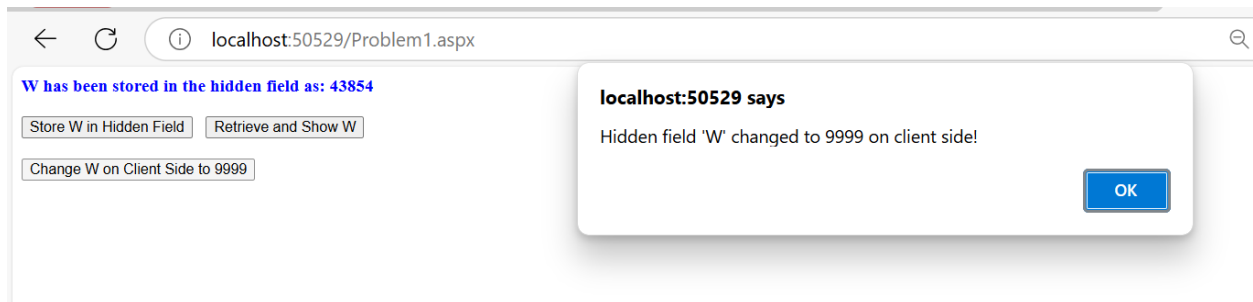 localhost:50529/Problem1.aspx
W has been stored in the hidden field as: 43854
Store W in Hidden Field Retrieve and Show W
Change W on Client Side to 9999
localhost:50529 says
Hidden field 'W' changed to 9999 on client side!
OK